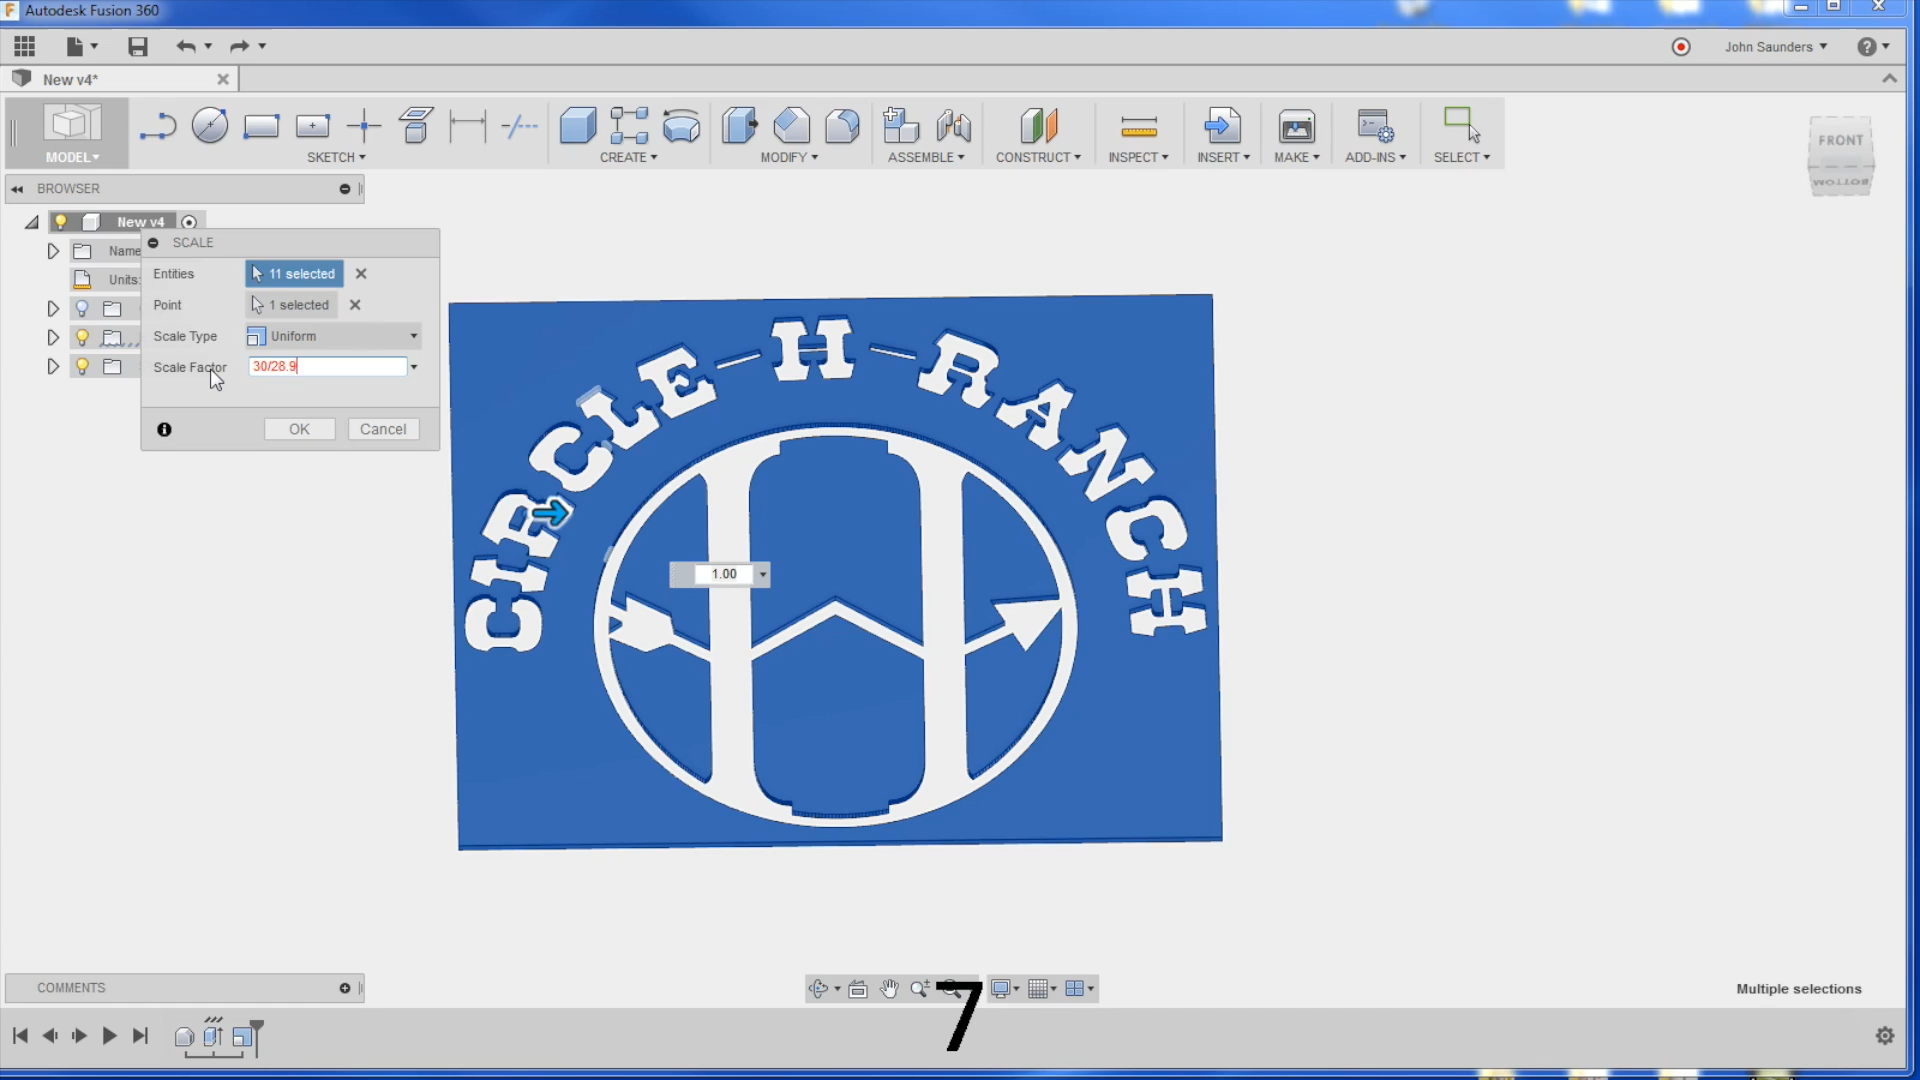 Autodesk Fusion 360
John Saunders
New v4*
MODEL
SKETCH
CREATE
MODIFY
ASSEMBLE
CONSTRUCT
INSPECT
INSERT
MAKE
ADD-INS
SELECT
FRONT
BOTTOM
BROWSER
New v4
SCALE
Name
Entities
11 selected
Units:
Point
1 selected
Scale Type
Uniform
Scale Factor
30/28.9
OK
Cancel
CIRCLE-H-RANCH
1.00
COMMENTS
Multiple selections
7